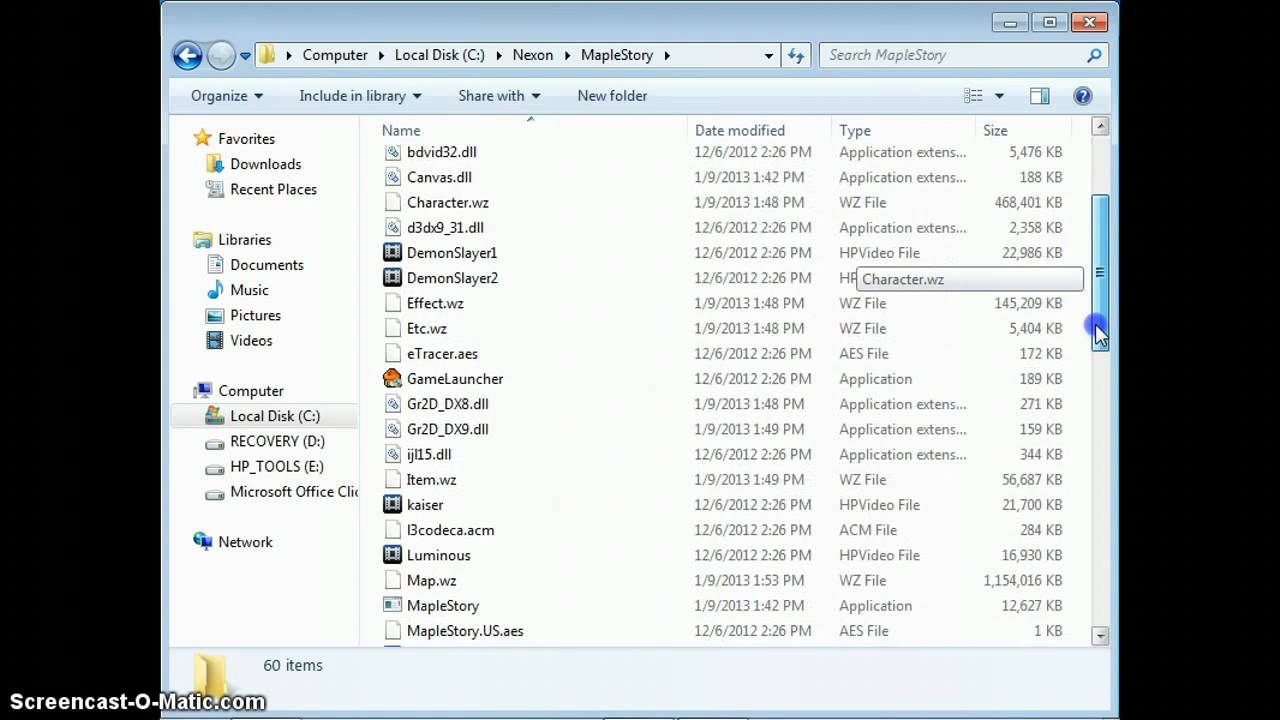 Computer Local Disk (C:) Nexon MapleStory
Search MapleStory
Organize Include in library Share with New folder
Favorites
Downloads
Recent Places
Libraries
Documents
Music
Pictures
Videos
Computer
Local Disk (C:)
RECOVERY (D:)
HP_TOOLS (E:)
Microsoft Office Clic
Network
Name Date modified Type Size
bdvid32.dll 12/6/2012 2:26 PM Application extens... 5,476 KB
Canvas.dll 1/9/2013 1:42 PM Application extens... 188 KB
Character.wz 1/9/2013 1:48 PM WZ File 468,401 KB
d3dx9_31.dll 12/6/2012 2:26 PM Application extens... 2,358 KB
DemonSlayer1 12/6/2012 2:26 PM HPVideo File 22,986 KB
DemonSlayer2 12/6/2012 2:26 PM HP
Character.wz
Effect.wz 1/9/2013 1:48 PM WZ File 145,209 KB
Etc.wz 1/9/2013 1:48 PM WZ File 5,404 KB
eTracer.aes 12/6/2012 2:26 PM AES File 172 KB
GameLauncher 12/6/2012 2:26 PM Application 189 KB
Gr2D_DX8.dll 1/9/2013 1:48 PM Application extens... 271 KB
Gr2D_DX9.dll 1/9/2013 1:49 PM Application extens... 159 KB
ijl15.dll 12/6/2012 2:26 PM Application extens... 344 KB
Item.wz 1/9/2013 1:49 PM WZ File 56,687 KB
kaiser 12/6/2012 2:26 PM HPVideo File 21,700 KB
l3codeca.acm 12/6/2012 2:26 PM ACM File 284 KB
Luminous 12/6/2012 2:26 PM HPVideo File 16,930 KB
Map.wz 1/9/2013 1:53 PM WZ File 1,154,016 KB
MapleStory 1/9/2013 1:42 PM Application 12,627 KB
MapleStory.US.aes 12/6/2012 2:26 PM AES File 1 KB
60 items
Screencast-O-Matic.com